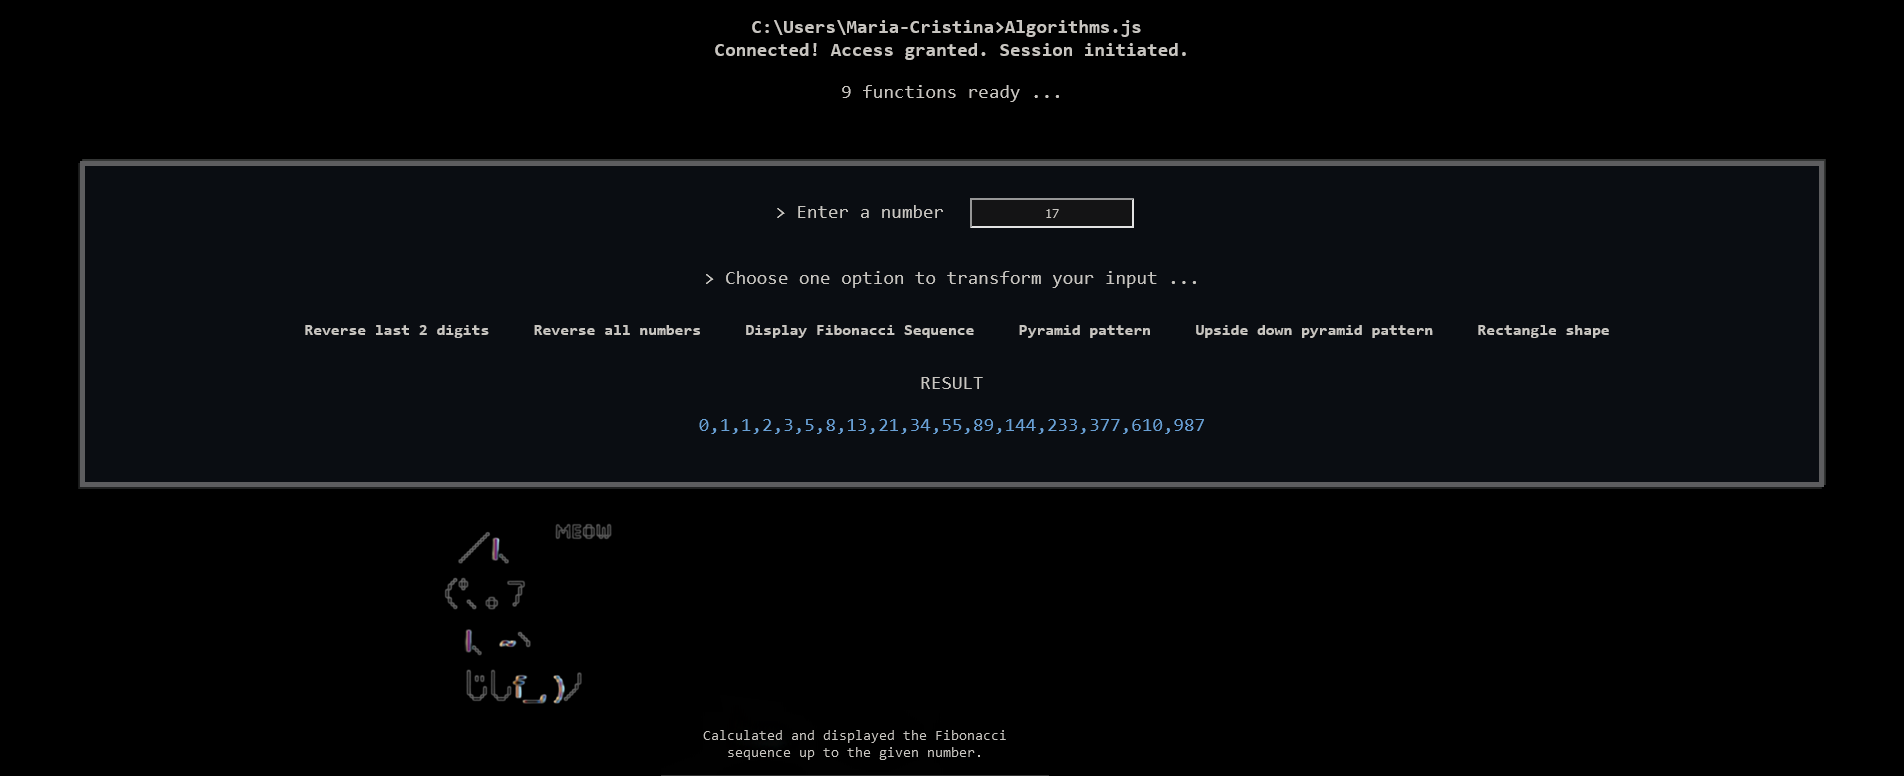 C:\Users\Maria-Cristina>Algorithms.js
Connected! Access granted. Session initiated.
9 functions ready ...
> Enter a number 17
> Choose one option to transform your input ...
Reverse last 2 digits Reverse all numbers Display Fibonacci Sequence Pyramid pattern Upside down pyramid pattern Rectangle shape
RESULT
0,1,1,2,3,5,8,13,21,34,55,89,144,233,377,610,987
MEOW
Calculated and displayed the Fibonacci
sequence up to the given number.